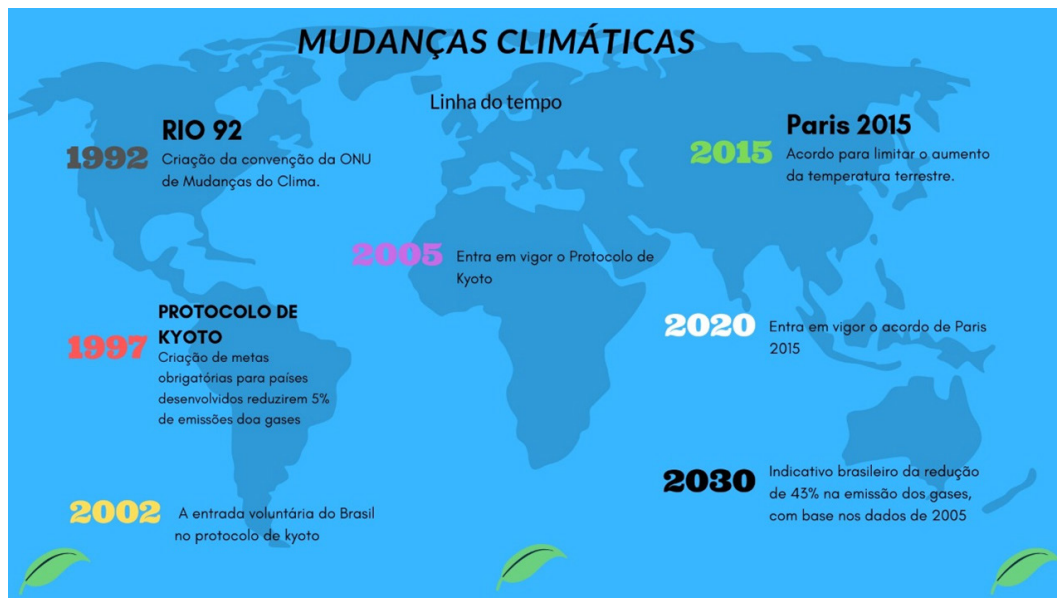 MUDANÇAS CLIMÁTICAS
Linha do tempo
1992
RIO 92
Criação da convenção da ONU
de Mudanças do Clima.
1997
PROTOCOLO DE
KYOTO
Criação de metas
obrigatórias para países
desenvolvidos reduzirem 5%
de emissões doa gases
2002
A entrada voluntária do Brasil
no protocolo de kyoto
2005
Entra em vigor o Protocolo de
Kyoto
2015
Paris 2015
Acordo para limitar o aumento
da temperatura terrestre.
2020
Entra em vigor o acordo de Paris
2015
2030
Indicativo brasileiro da redução
de 43% na emissão dos gases,
com base nos dados de 2005